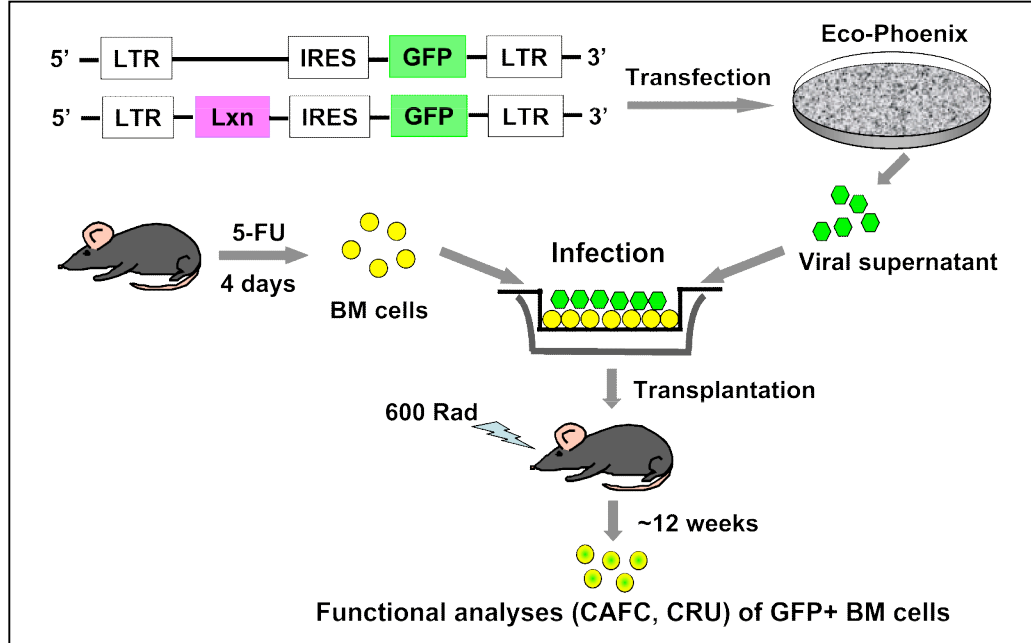 5’ LTR IRES GFP LTR 3’
5’ LTR Lxn IRES GFP LTR 3’
Transfection
Eco-Phoenix
Viral supernatant
5-FU
4 days
BM cells
Infection
Transplantation
600 Rad
~12 weeks
Functional analyses (CAFC, CRU) of GFP+ BM cells